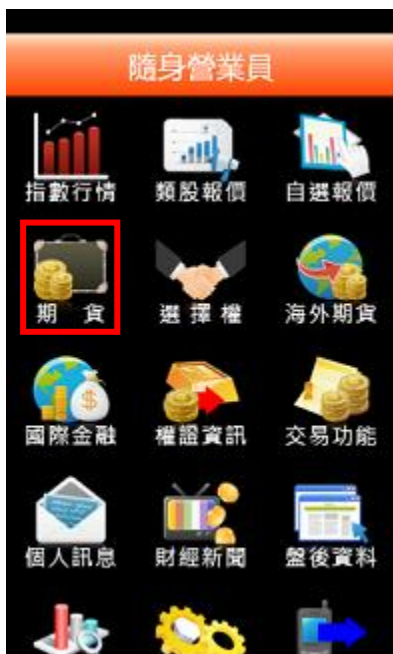 隨身營業員
指數行情 類股報價 自選報價
期 貨 選擇權 海外期貨
國際金融 權證資訊 交易功能
個人訊息 財經新聞 盤後資料